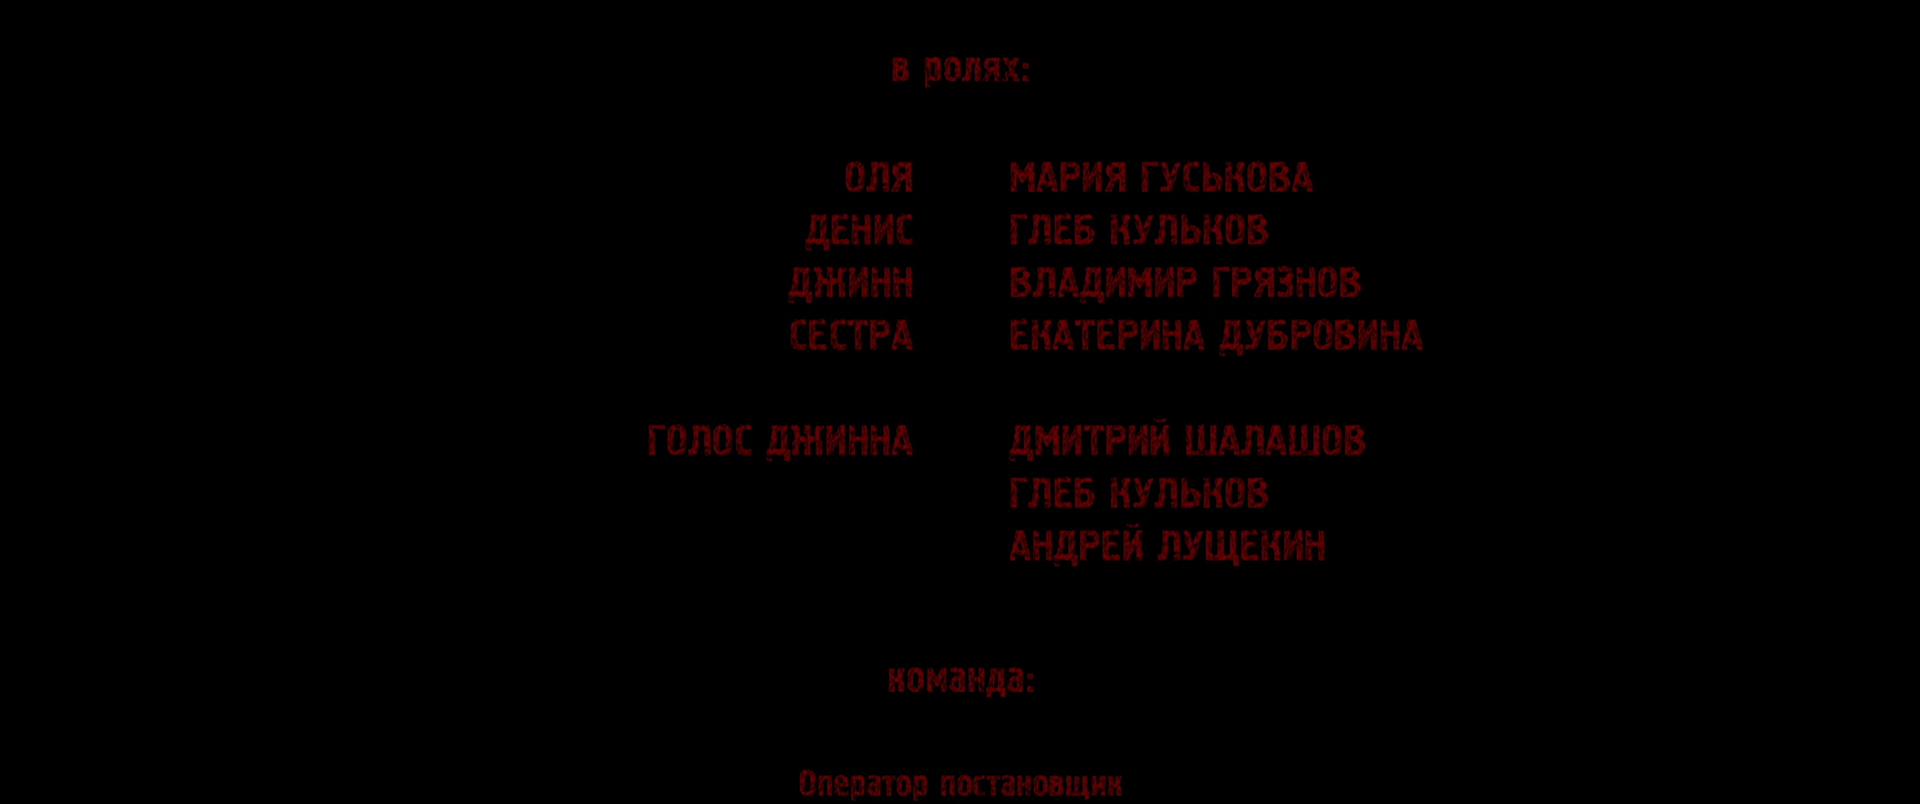 в ролях:
ОЛЯ МАРИЯ ГУСЬКОВА
ДЕНИС ГЛЕБ КУЛЬКОВ
ДЖИНН ВЛАДИМИР ГРЯЗНОВ
СЕСТРА ЕКАТЕРИНА ДУБРОВИНА
ГОЛОС ДЖИННА ДМИТРИЙ ШАЛАШОВ
ГЛЕБ КУЛЬКОВ
АНДРЕЙ ЛУЩЕКИН
команда:
Оператор постановщик